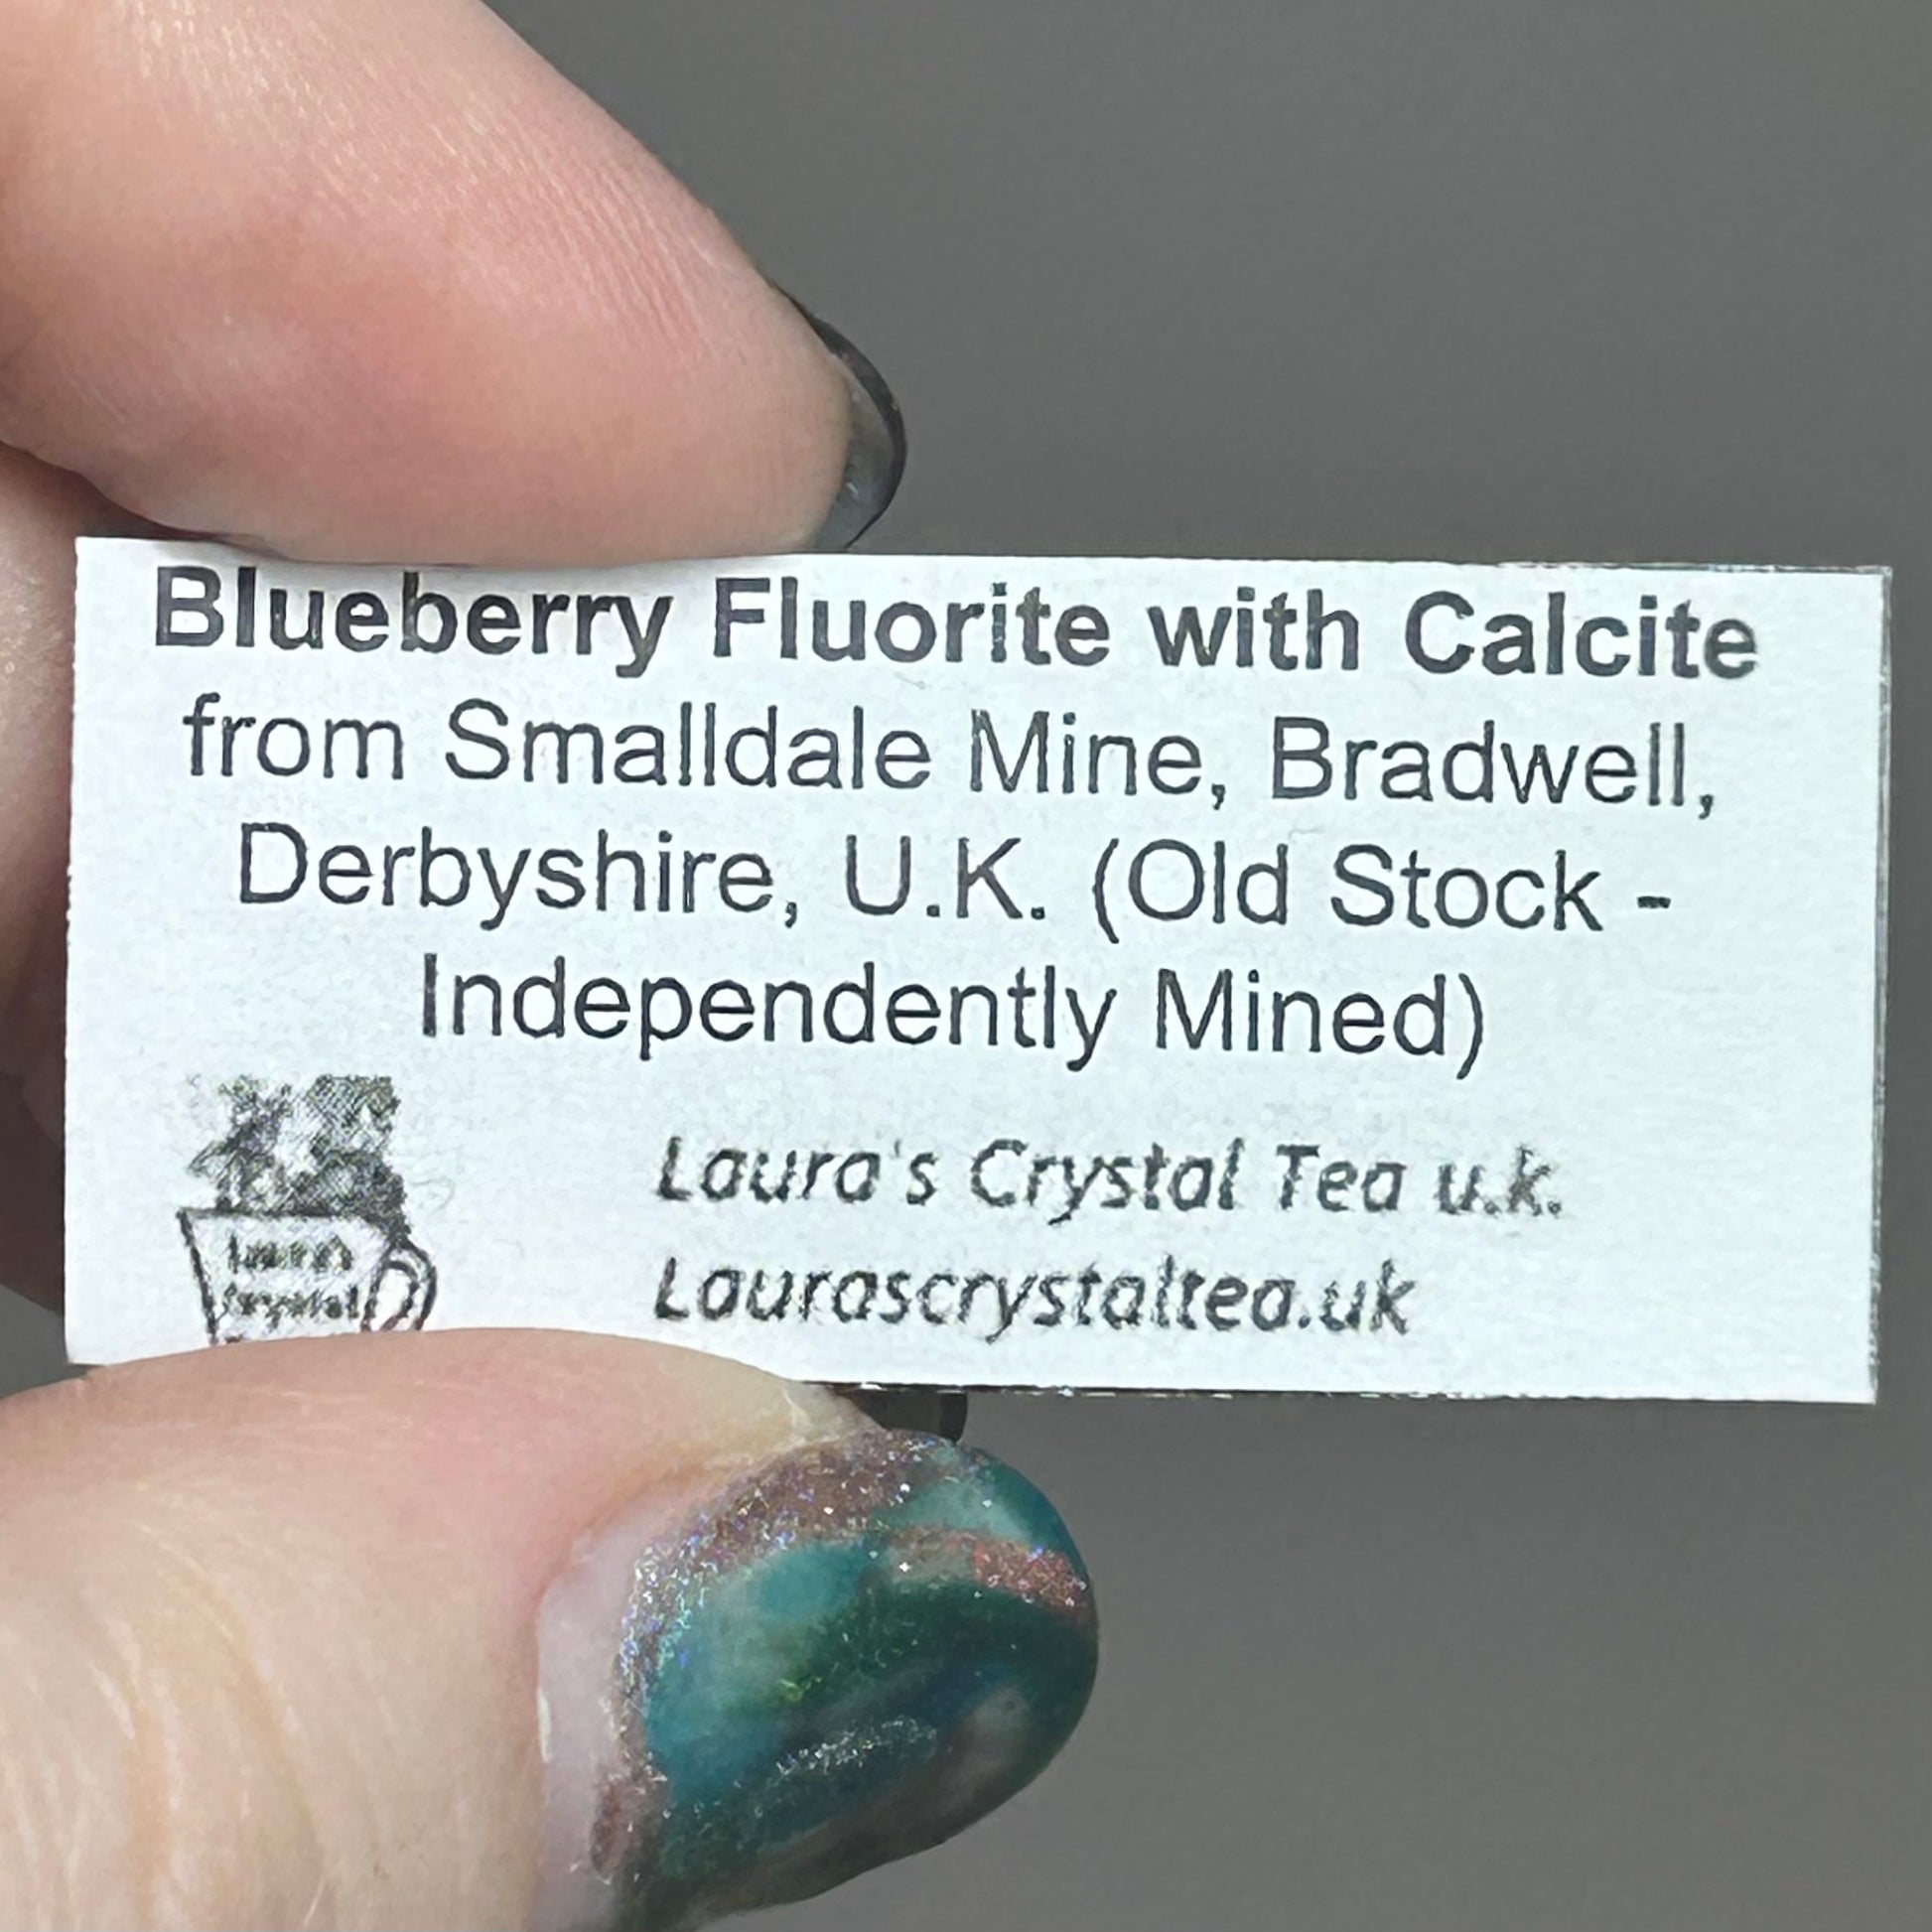 Blueberry Fluorite with Calcite
from Smalldale Mine, Bradwell,
Derbyshire, U.K. (Old Stock -
Independently Mined)
Laura's Crystal Tea u.k.
Laurascrystaltea.uk